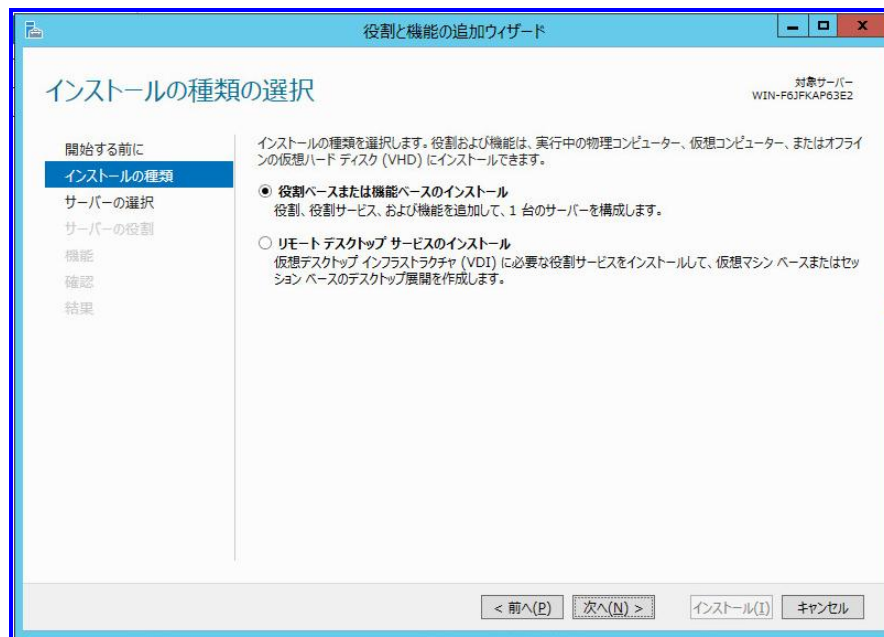 役割と機能の追加ウィザード
インストールの種類の選択
対象サーバー
WIN-F6JFKAP63E2
開始する前に
インストールの種類
サーバーの選択
サーバーの役割
機能
確認
結果
インストールの種類を選択します。役割および機能は、実行中の物理コンピューター、仮想コンピューター、またはオフライ
ンの仮想ハード ディスク (VHD) にインストールできます。
役割ベースまたは機能ベースのインストール
役割、役割サービス、および機能を追加して、1 台のサーバーを構成します。
リモート デスクトップ サービスのインストール
仮想デスクトップ インフラストラクチャ (VDI) に必要な役割サービスをインストールして、仮想マシン ベースまたはセッ
ション ベースのデスクトップ展開を作成します。
< 前へ(P)
次へ(N) >
インストール(I)
キャンセル